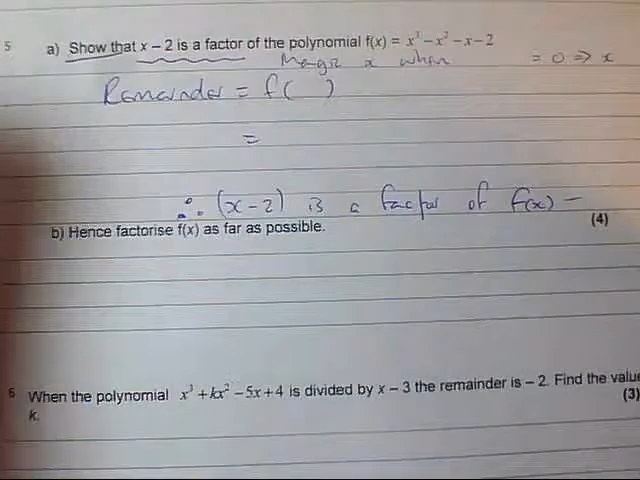 5 a) Show that x – 2 is a factor of the polynomial f(x) = x³ – x² – x – 2
x when = 0 ⇒ x
Remainder = f( )
=
∴ (x – 2) is a factor of f(x) –
(4)
b) Hence factorise f(x) as far as possible.
6 When the polynomial x³ + kx² – 5x + 4 is divided by x – 3 the remainder is – 2. Find the value
(3)
k.